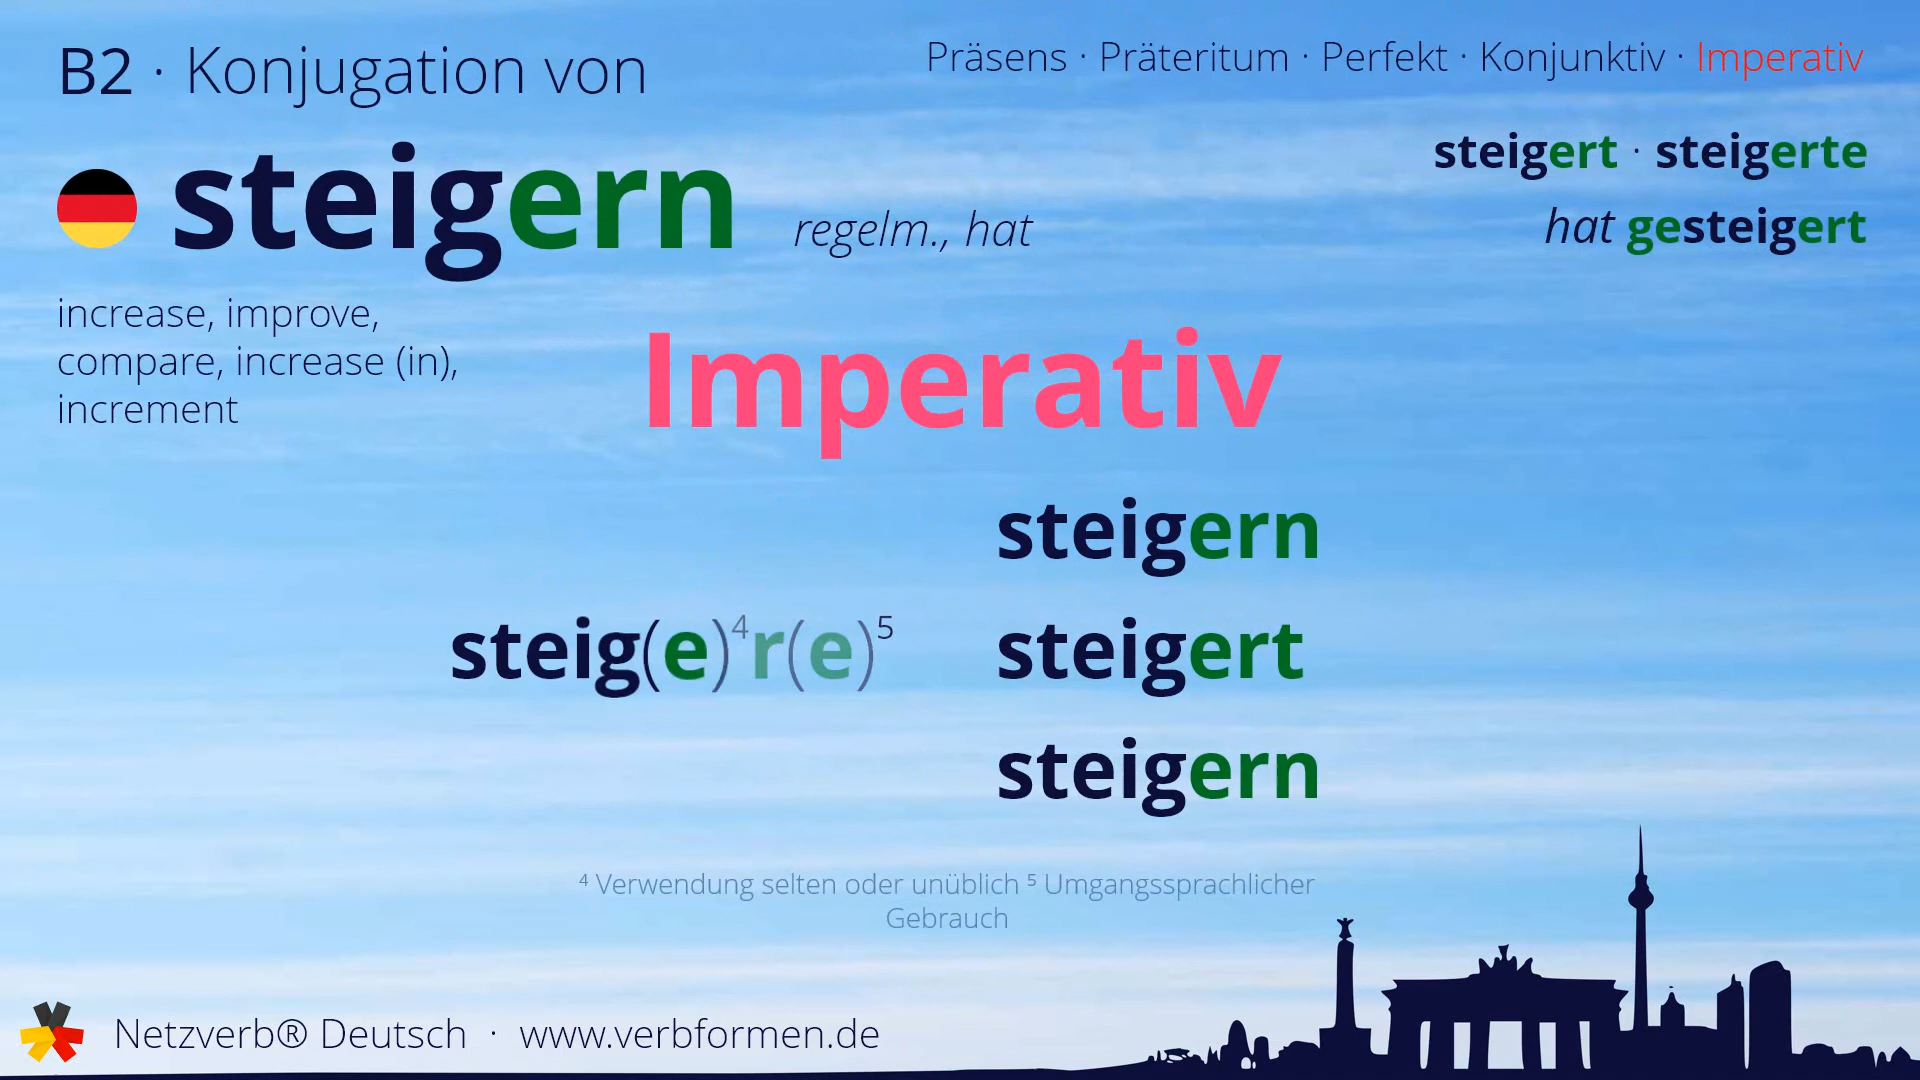 B2 · Konjugation von
Präsens · Präteritum · Perfekt · Konjunktiv · Imperativ
steigern regelm., hat
steigert · steigerte
hat gesteigert
increase, improve,
compare, increase (in),
increment
Imperativ
steigern
steig(e)⁴r(e)⁵ steigert
steigern
⁴ Verwendung selten oder unüblich ⁵ Umgangssprachlicher
Gebrauch
Netzverb® Deutsch · www.verbformen.de